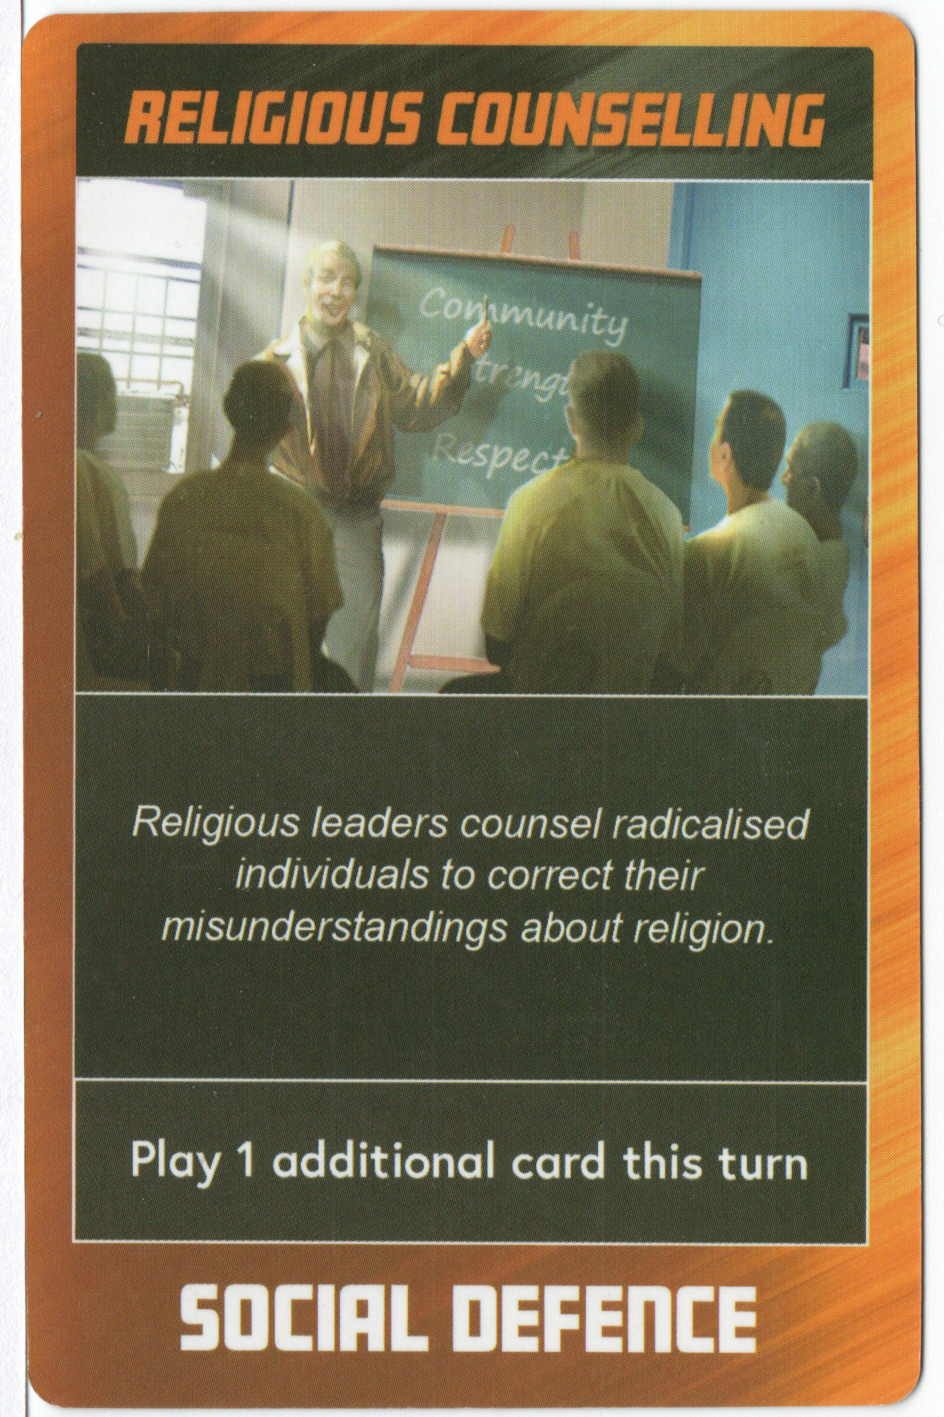 RELIGIOUS COUNSELLING
Community
trengt
Respect
Religious leaders counsel radicalised
individuals to correct their
misunderstandings about religion.
Play 1 additional card this turn
SOCIAL DEFENCE